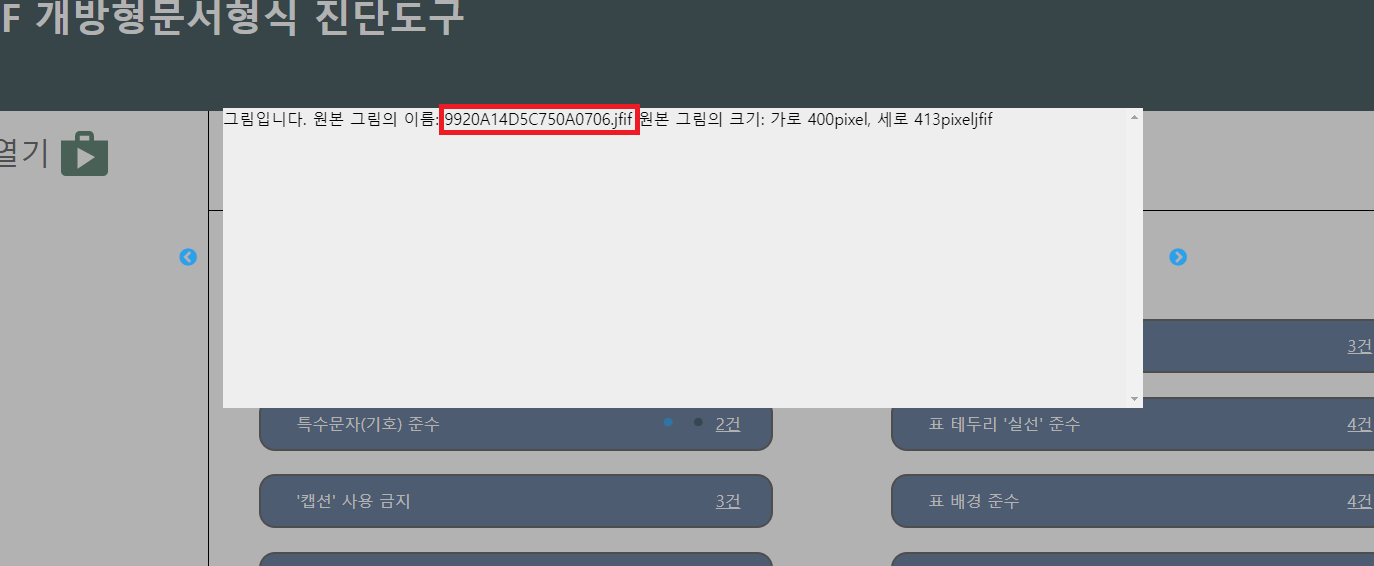 F 개방형문서형식 진단도구
열기
그림입니다. 원본 그림의 이름: 9920A14D5C750A0706.jfif 원본 그림의 크기: 가로 400pixel, 세로 413pixeljfif
3건
특수문자(기호) 준수 2건
표 테두리 '실선' 준수 4건
'캡션' 사용 금지 3건
표 배경 준수 4건